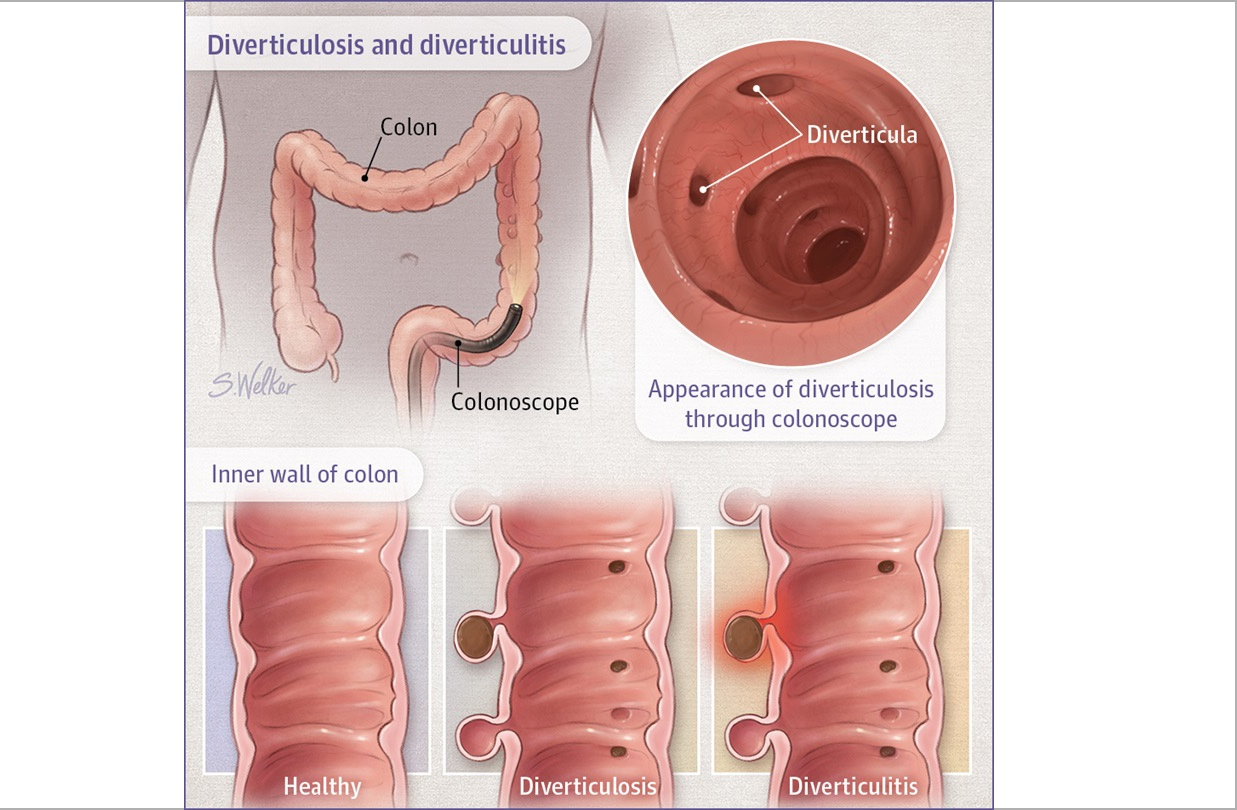 Diverticulosis and diverticulitis
Colon
Diverticula
S.Welker
Colonoscope
Appearance of diverticulosis
through colonoscope
Inner wall of colon
Healthy
Diverticulosis
Diverticulitis